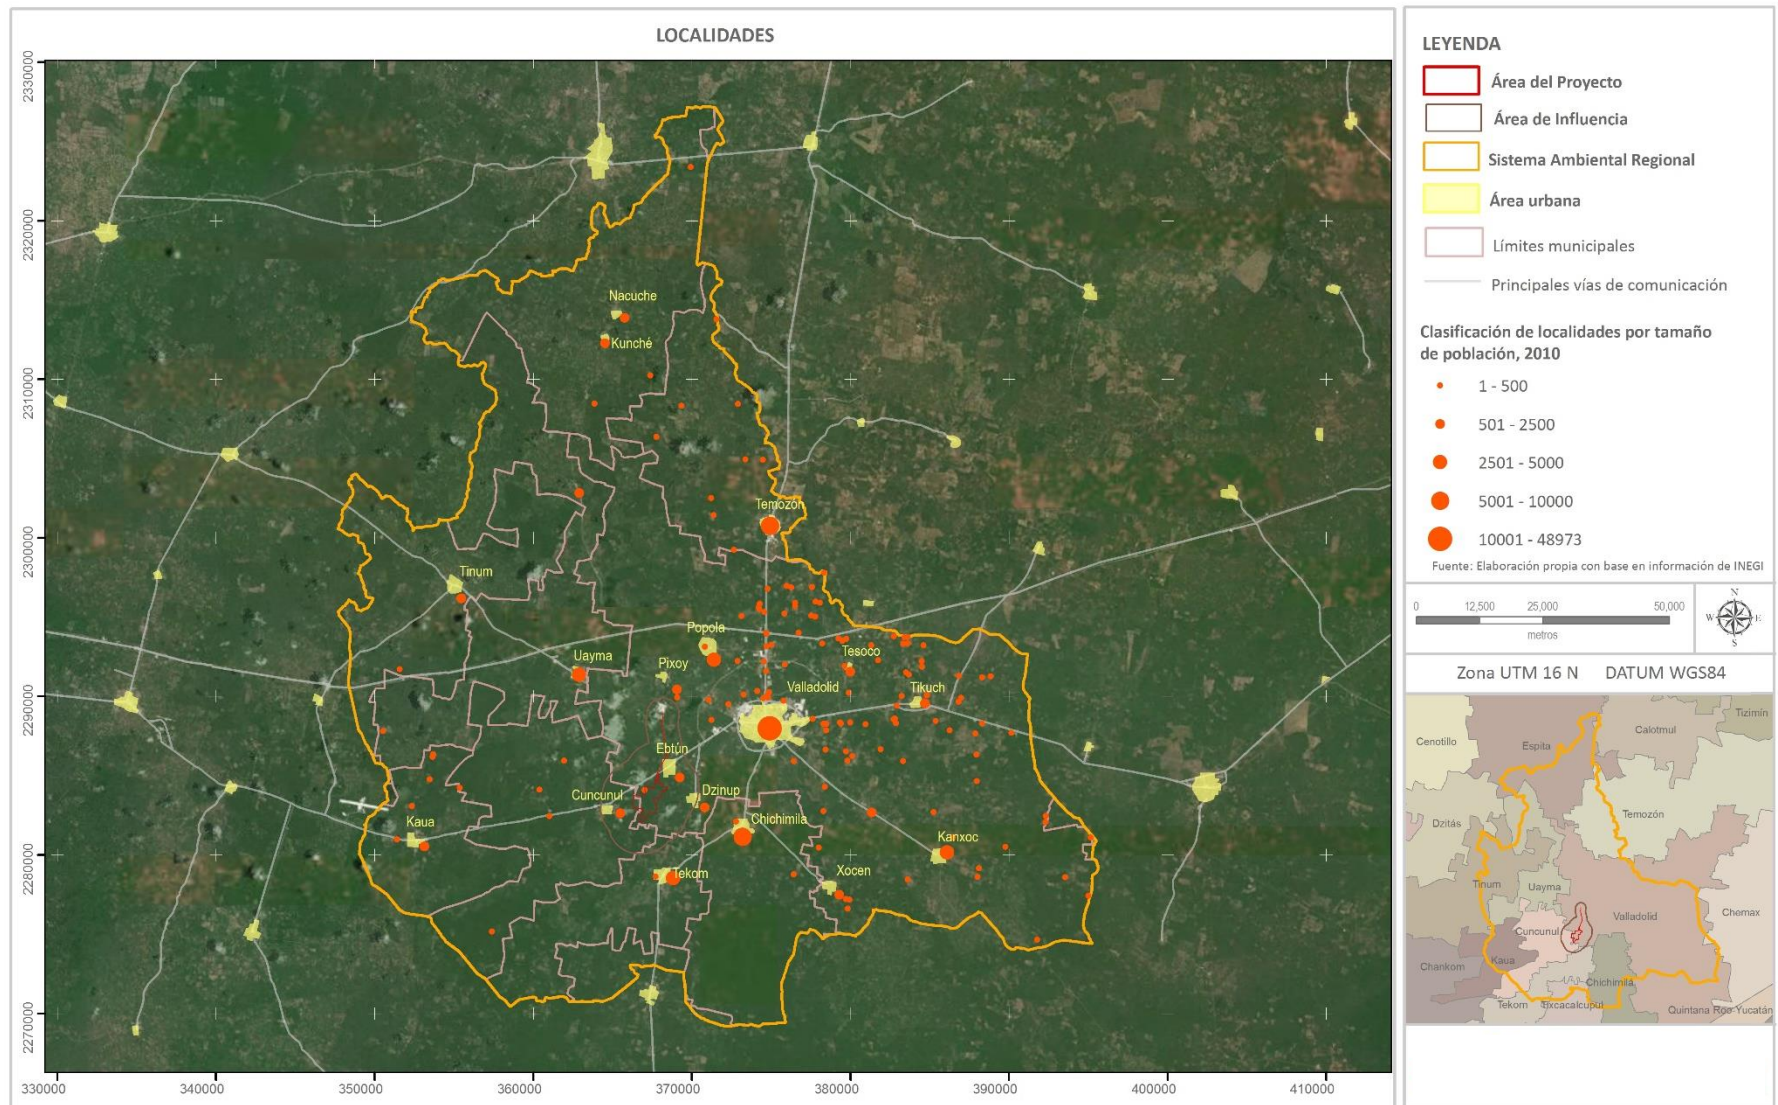 LOCALIDADES
2330000
2320000
2310000
2300000
2290000
2280000
2270000
330000
340000
350000
360000
370000
380000
390000
400000
410000
Nacuche
Kunché
Temozón
Tinum
Popola
Uayma
Pixoy
Tesoco
Valladolid
Tikuch
Ebtún
Cuncunul
Dzinup
Kaua
Chichimila
Kanxoc
Tekom
Xocen
LEYENDA
Área del Proyecto
Área de Influencia
Sistema Ambiental Regional
Área urbana
Límites municipales
Principales vías de comunicación
Clasificación de localidades por tamaño
de población, 2010
1 - 500
501 - 2500
2501 - 5000
5001 - 10000
10001 - 48973
Fuente: Elaboración propia con base en información de INEGI
0 12,500 25,000 50,000
metros
N
W E
S
Zona UTM 16 N DATUM WGS84
Tizimín
Cenotillo
Espita
Calotmul
Temozón
Dzitás
Tinum
Uayma
Valladolid
Chemax
Cuncunul
Kaua
Chankom
Chichimilá
Tekom
Txcacalcupul
Quintana Roo-Yucatán